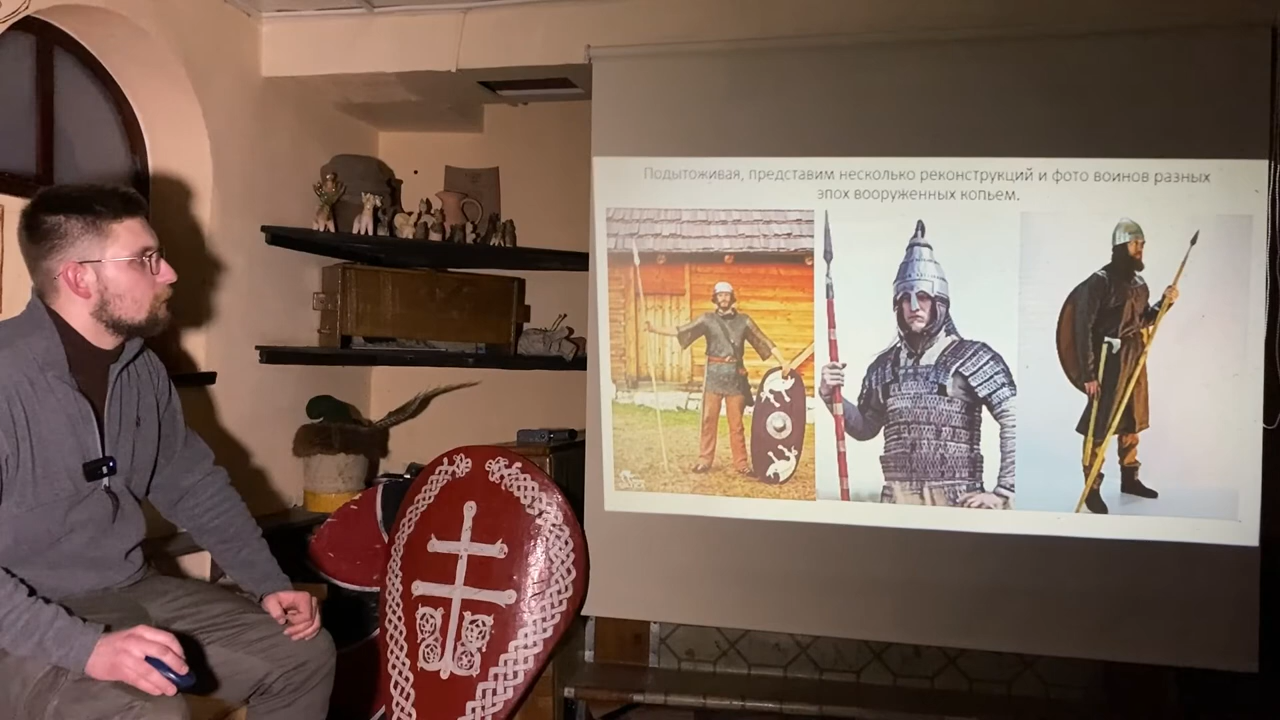 Подытоживая, представим несколько реконструкций и фото воинов разных
эпох вооруженных копьем.